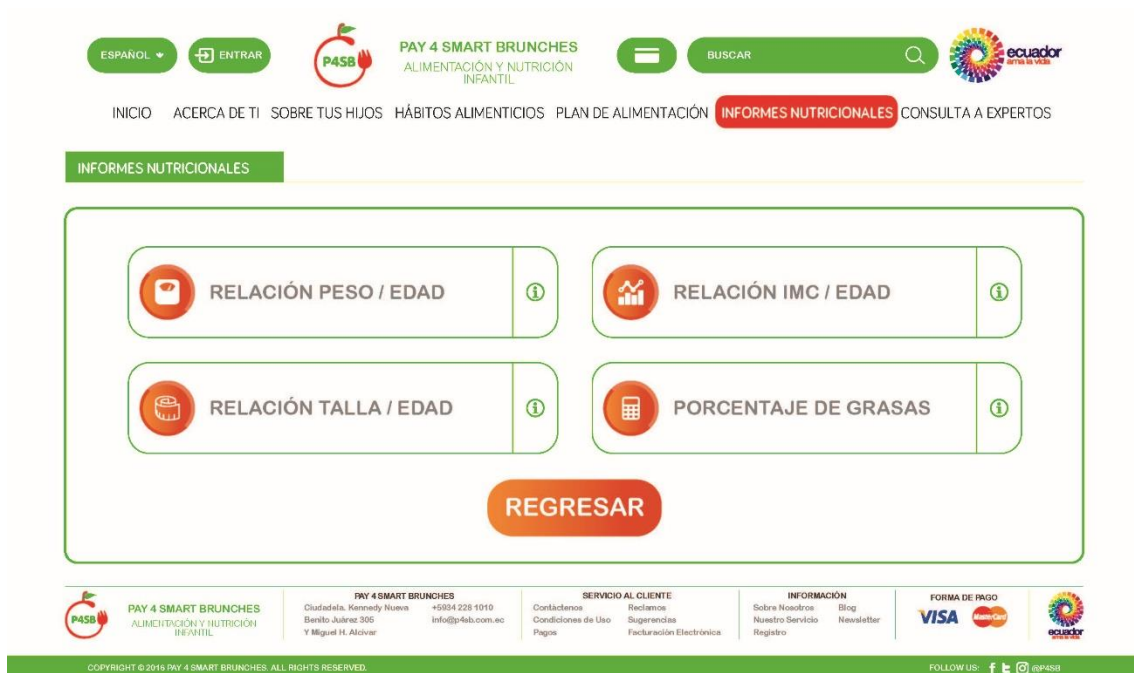 ESPAÑOL
ENTRAR
P4SB
PAY 4 SMART BRUNCHES
ALIMENTACIÓN Y NUTRICIÓN
INFANTIL
BUSCAR
ecuador
ama la vida
INICIO ACERCA DE TI SOBRE TUS HIJOS HÁBITOS ALIMENTICIOS PLAN DE ALIMENTACIÓN INFORMES NUTRICIONALES CONSULTA A EXPERTOS
INFORMES NUTRICIONALES
RELACIÓN PESO / EDAD
RELACIÓN IMC / EDAD
RELACIÓN TALLA / EDAD
PORCENTAJE DE GRASAS
REGRESAR
P4SB
PAY 4 SMART BRUNCHES
ALIMENTACIÓN Y NUTRICIÓN
INFANTIL
PAY 4 SMART BRUNCHES
Ciudadela. Kennedy Nueva +5934 228 1010
Benito Juárez 305 info@p4sb.com.ec
Y Miguel H. Alcivar
SERVICIO AL CLIENTE
Contáctenos Reclamos
Condiciones de Uso Sugerencias
Pagos Facturación Electrónica
INFORMACIÓN
Sobre Nosotros Blog
Nuestro Servicio Newsletter
Registro
FORMA DE PAGO
VISA MasterCard
ecuador
ama la vida
COPYRIGHT © 2016 PAY 4 SMART BRUNCHES. ALL RIGHTS RESERVED.
FOLLOW US: @P4SB